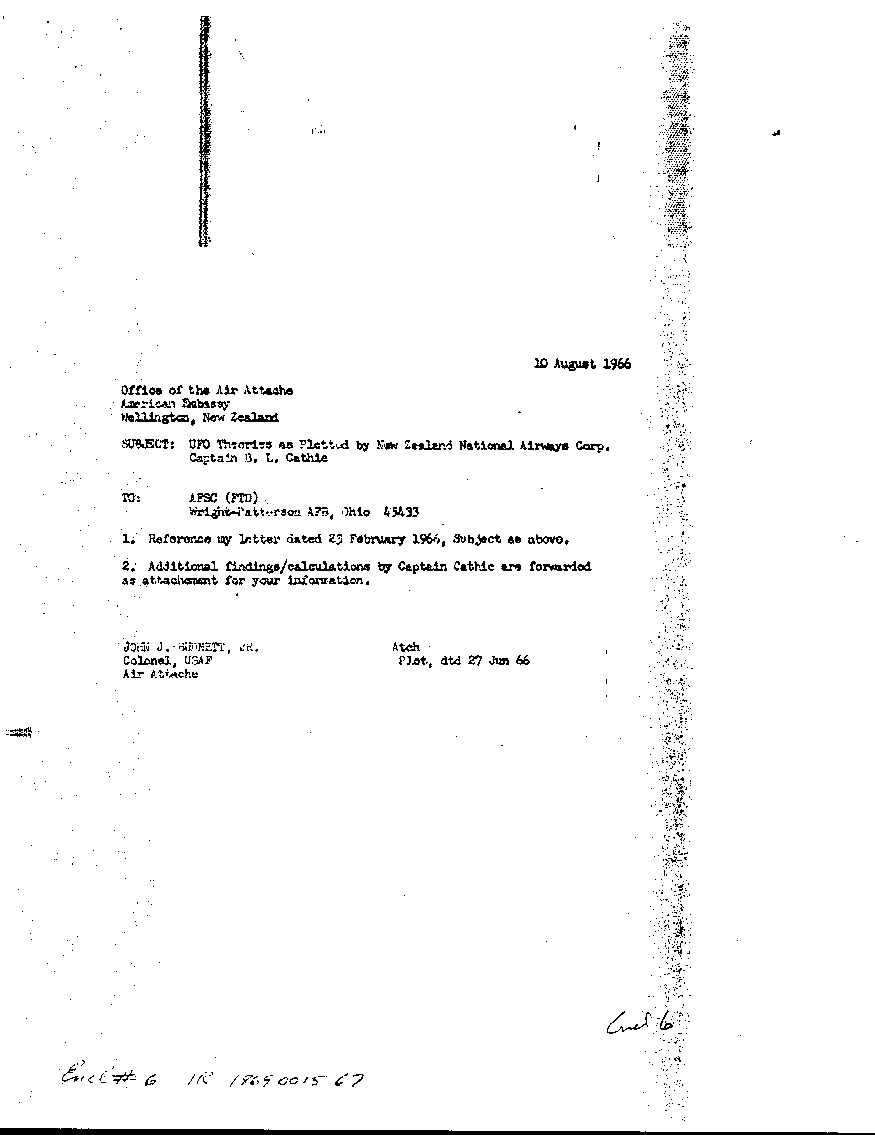 10 August 1966
Office of the Air Attache
American Embassy
Wellington, New Zealand
SUBJECT: UFO Theories as Plotted by New Zealand National Airways Corp.
Captain B. L. Cathie
TO: AFSC (FTD)
Wright-Patterson AFB, Ohio 45433
1. Reference my letter dated 23 February 1966, Subject as above.
2. Additional findings/calculations by Captain Cathie are forwarded
as attachment for your information.
JOHN J. JR. Atch
Colonel, USAF Plot, dtd 27 Jun 66
Air Attache
Encl 6
Encl # 6 IR 1869 0015 67